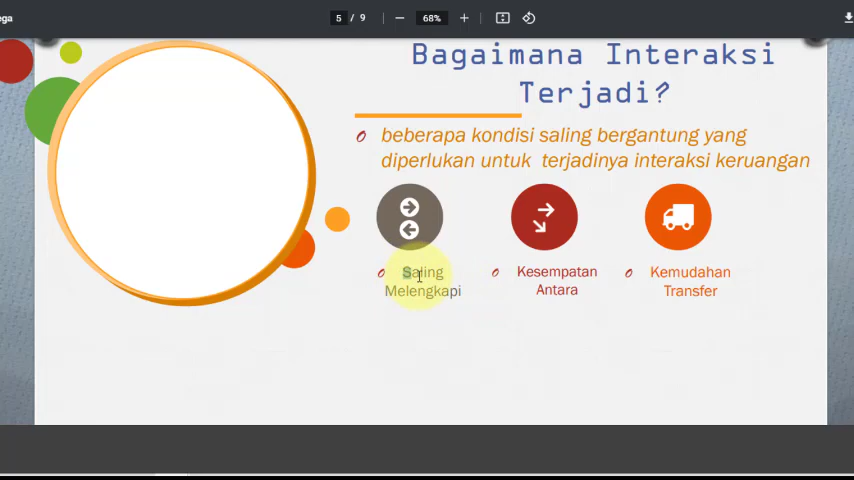 ega
5 / 9
68%
Bagaimana Interaksi
Terjadi?
beberapa kondisi saling bergantung yang
diperlukan untuk terjadinya interaksi keruangan
Saling
Melengkapi
Kesempatan
Antara
Kemudahan
Transfer